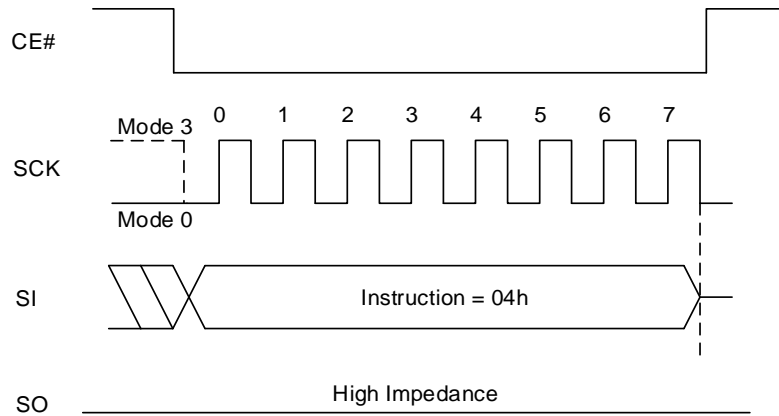 CE#
0 1 2 3 4 5 6 7
Mode 3
SCK
Mode 0
SI
Instruction = 04h
High Impedance
SO